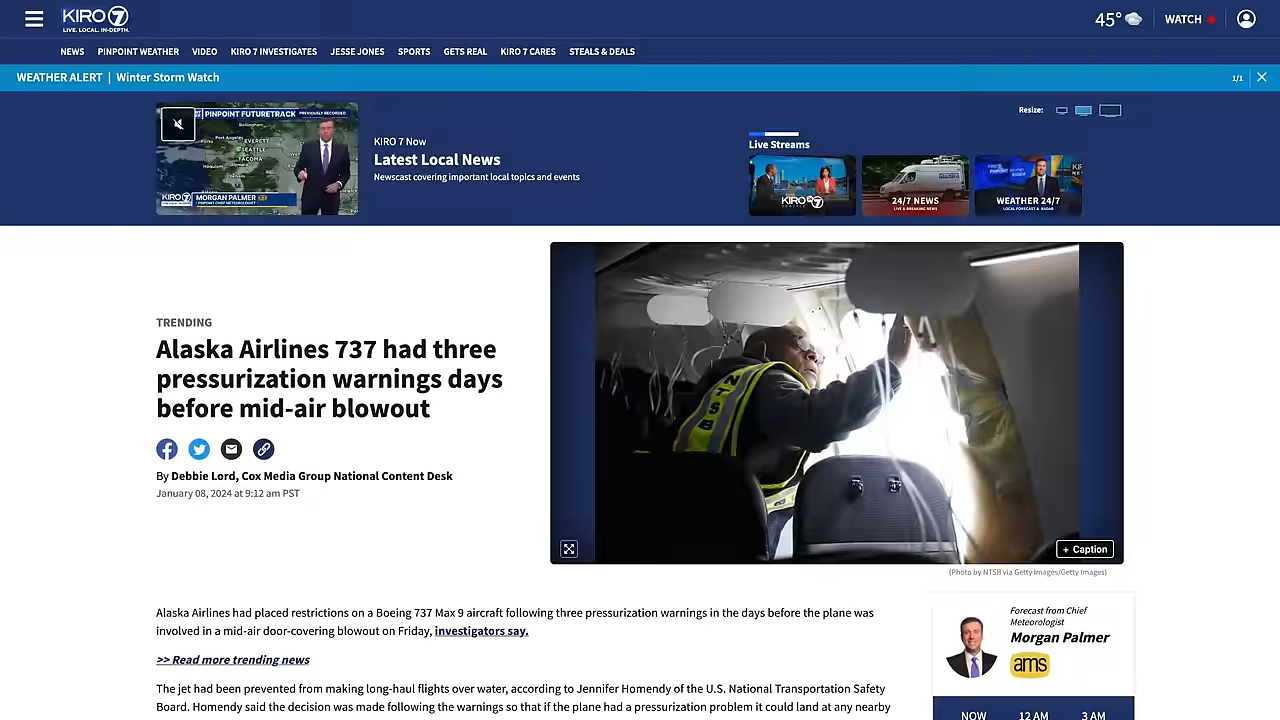 KIRO 7
LIVE. LOCAL. IN-DEPTH.
45°
WATCH
NEWS PINPOINT WEATHER VIDEO KIRO 7 INVESTIGATES JESSE JONES SPORTS GETS REAL KIRO 7 CARES STEALS & DEALS
WEATHER ALERT | Winter Storm Watch
1/1
PINPOINT FUTURETRACK PREVIOUSLY RECORDED
Bellingham
Port Angeles
EVERETT
SEATTLE
TACOMA
Olympia
KIRO 7
MORGAN PALMER
PINPOINT CHIEF METEOROLOGIST
KIRO 7 Now
Latest Local News
Newscast covering important local topics and events
Resize:
Live Streams
KIRO 7
SEATTLE
24/7 NEWS
LIVE & BREAKING NEWS
WEATHER 24/7
LOCAL FORECAST & RADAR
TRENDING
Alaska Airlines 737 had three
pressurization warnings days
before mid-air blowout
By Debbie Lord, Cox Media Group National Content Desk
January 08, 2024 at 9:12 am PST
NTSB
+ Caption
(Photo by NTSB via Getty Images/Getty Images)
Alaska Airlines had placed restrictions on a Boeing 737 Max 9 aircraft following three pressurization warnings in the days before the plane was
involved in a mid-air door-covering blowout on Friday, investigators say.
>> Read more trending news
The jet had been prevented from making long-haul flights over water, according to Jennifer Homendy of the U.S. National Transportation Safety
Board. Homendy said the decision was made following the warnings so that if the plane had a pressurization problem it could land at any nearby
Forecast from Chief
Meteorologist
Morgan Palmer
ams
NOW 12 AM 3 AM